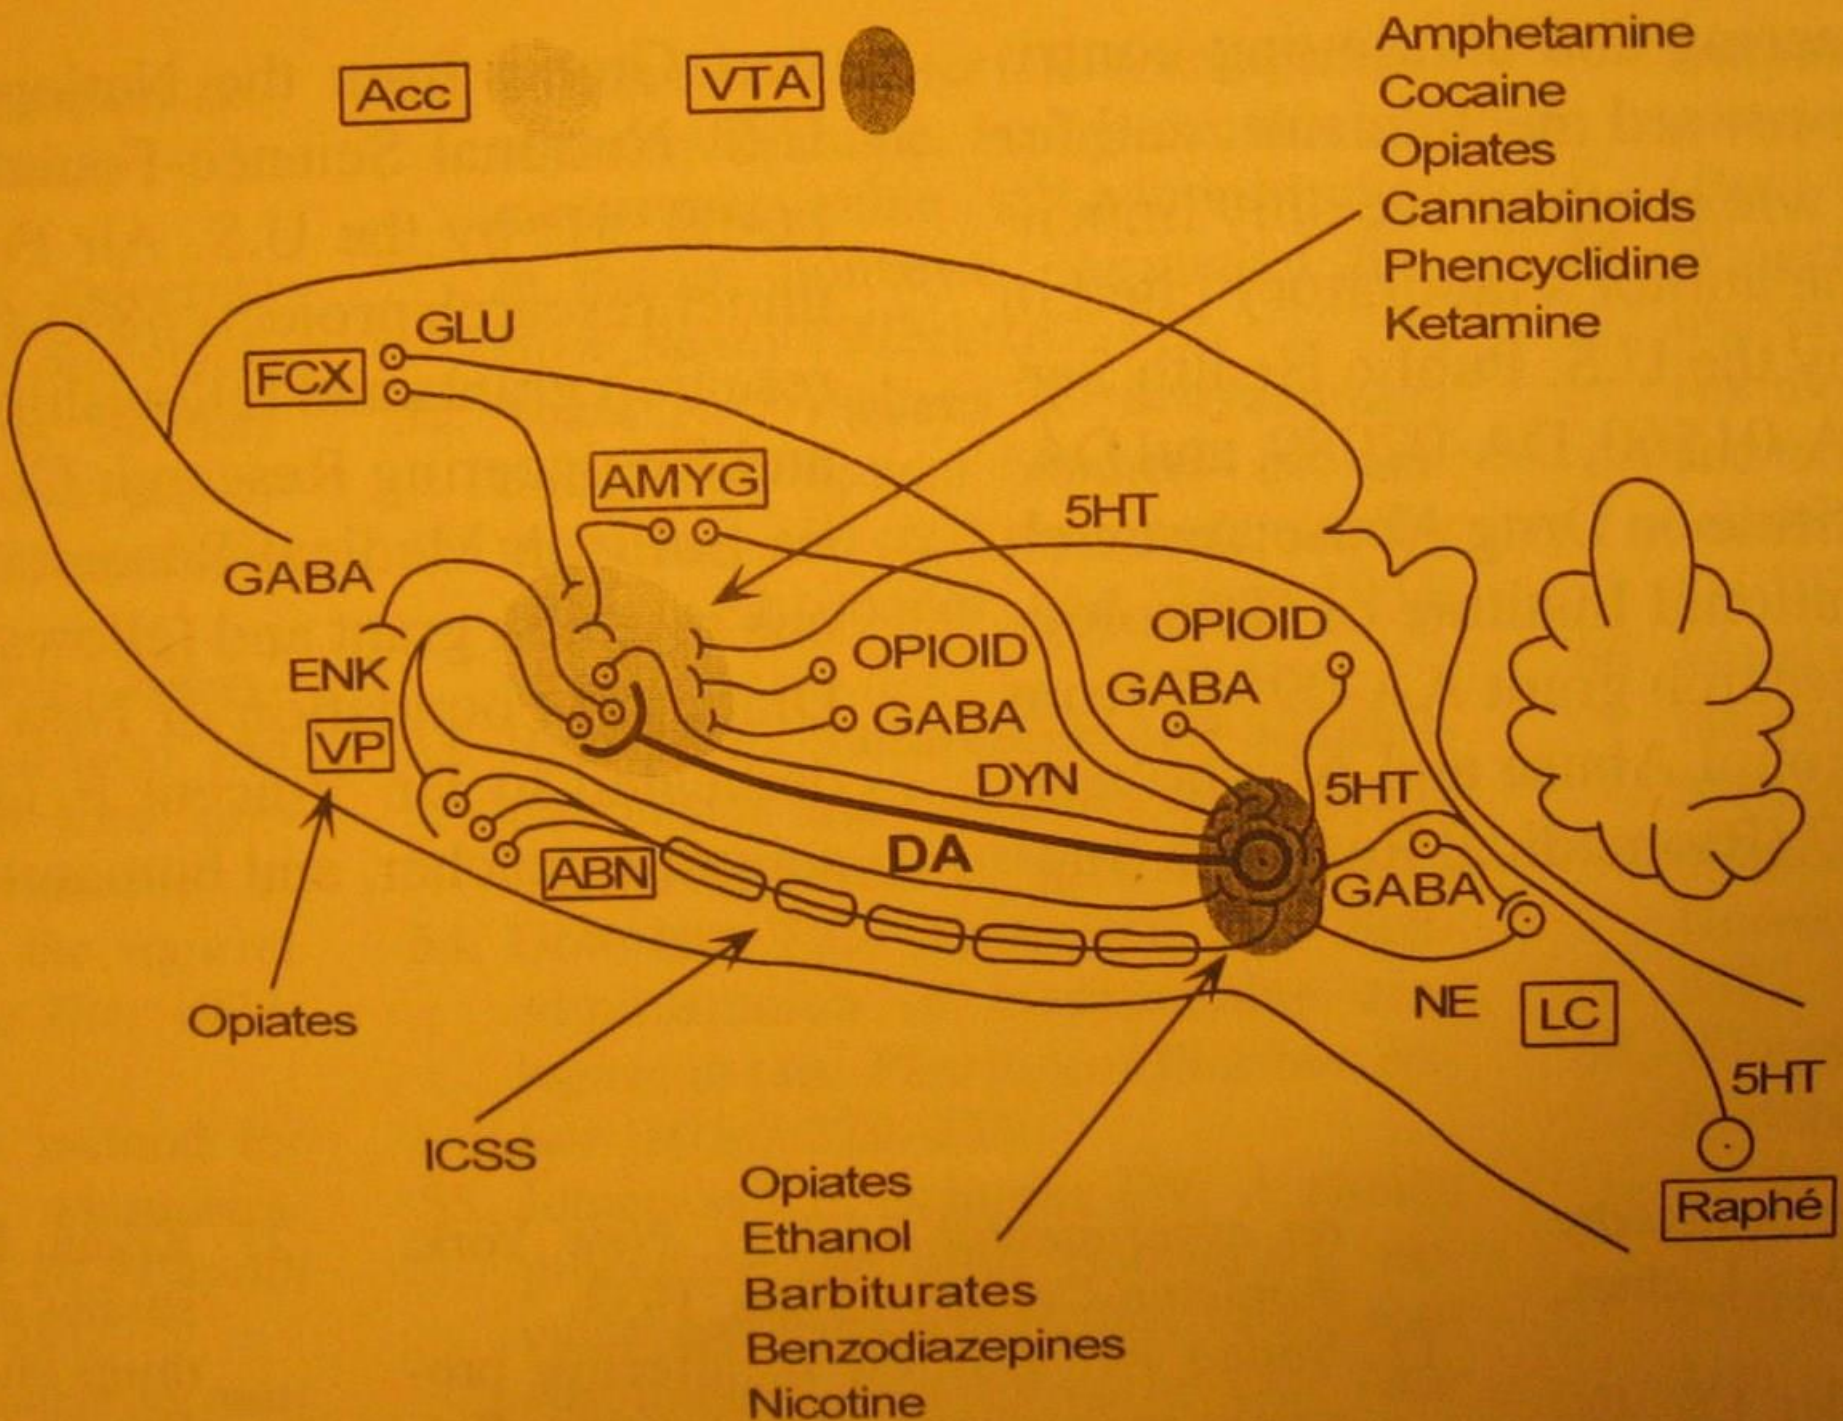 Acc
VTA
Amphetamine
Cocaine
Opiates
Cannabinoids
Phencyclidine
Ketamine
GLU
FCX
AMYG
5HT
GABA
OPIOID
OPIOID
ENK
GABA
GABA
VP
DYN
5HT
DA
ABN
GABA
Opiates
NE
LC
5HT
ICSS
Raphé
Opiates
Ethanol
Barbiturates
Benzodiazepines
Nicotine